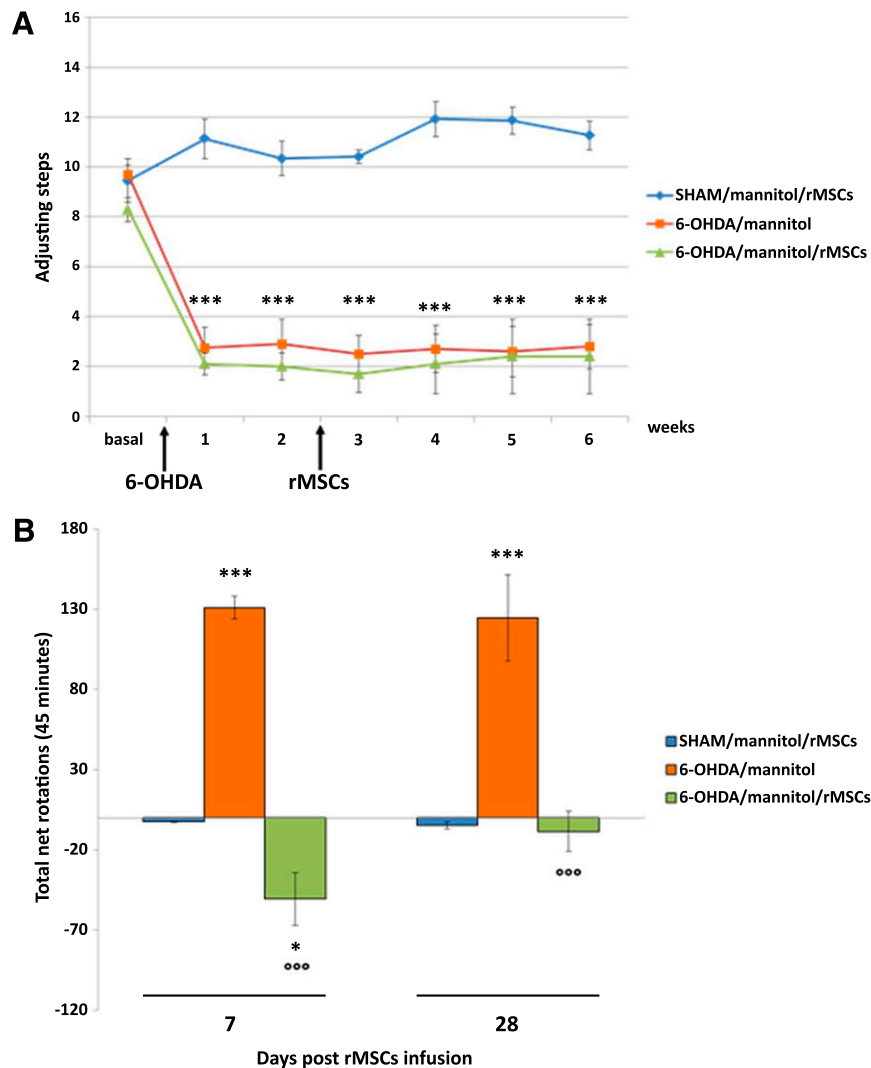 A
16
14
12
10
8
6
4
2
0
Adjusting steps
*** *** *** *** *** ***
basal 1 2 3 4 5 6 weeks
6-OHDA rMSCs
SHAM/mannitol/rMSCs
6-OHDA/mannitol
6-OHDA/mannitol/rMSCs
B
180
130
80
30
-20
-70
-120
Total net rotations (45 minutes)
*** ***
*
°°° °°°
7 28
Days post rMSCs infusion
SHAM/mannitol/rMSCs
6-OHDA/mannitol
6-OHDA/mannitol/rMSCs